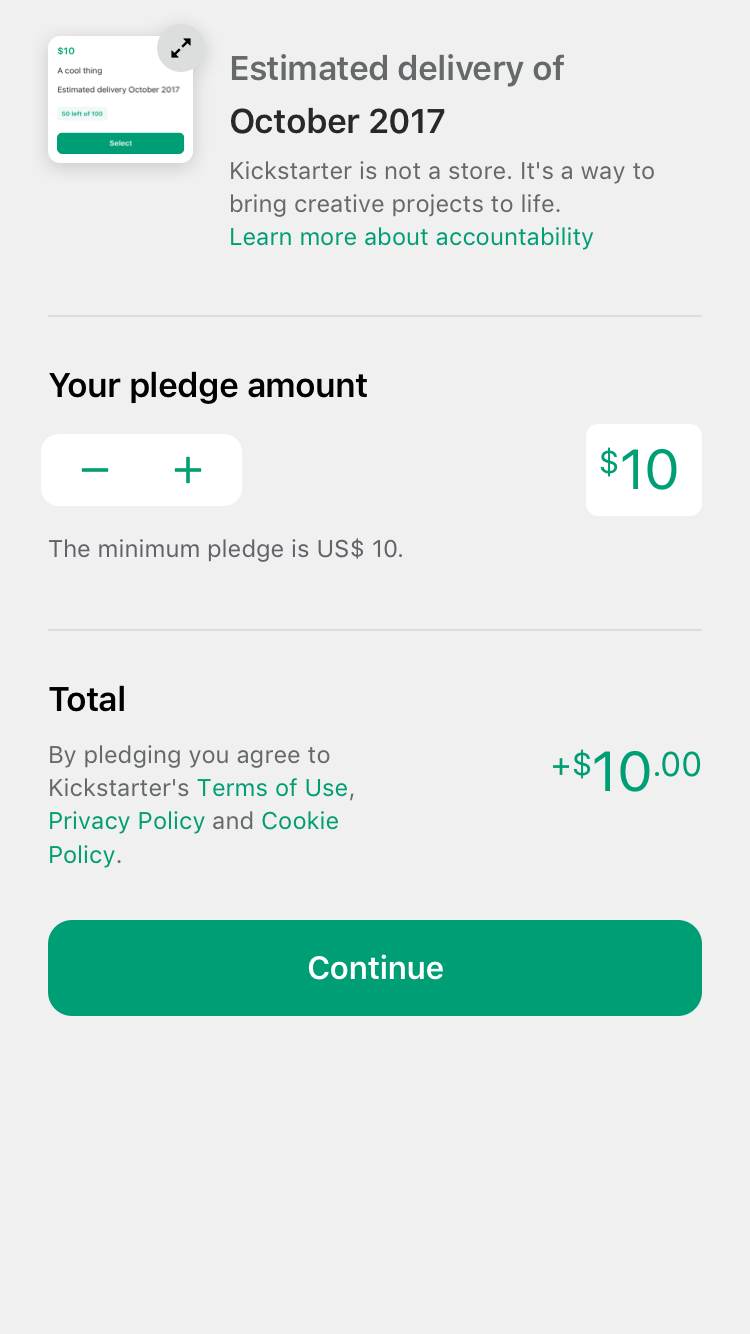 $10
A cool thing
Estimated delivery October 2017
50 left of 100
Select
Estimated delivery of
October 2017
Kickstarter is not a store. It's a way to
bring creative projects to life.
Learn more about accountability
Your pledge amount
$10
The minimum pledge is US$ 10.
Total
By pledging you agree to
Kickstarter's Terms of Use,
Privacy Policy and Cookie
Policy.
+$10.00
Continue